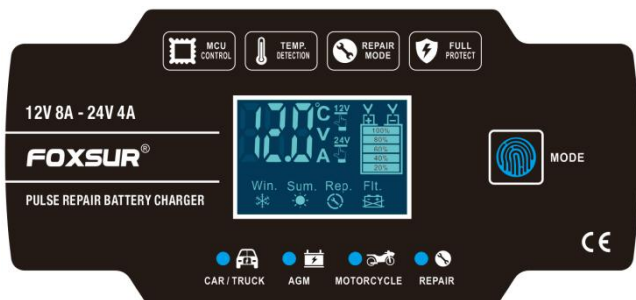 MCU
CONTROL
TEMP.
DETECTION
REPAIR
MODE
FULL
PROTECT
12V 8A - 24V 4A
FOXSUR®
PULSE REPAIR BATTERY CHARGER
12.0
°C
V
A
12V
24V
100%
80%
60%
40%
20%
Win. Sum. Rep. Flt.
MODE
CE
CAR / TRUCK AGM MOTORCYCLE REPAIR